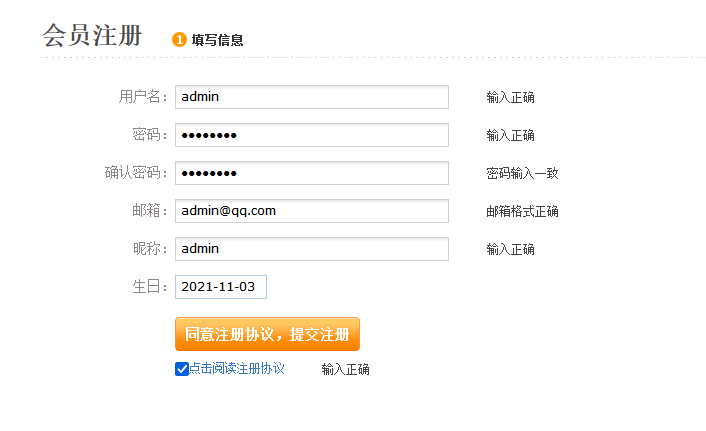 会员注册 1 填写信息
用户名： admin 输入正确
密码： •••••••• 输入正确
确认密码： •••••••• 密码输入一致
邮箱： admin@qq.com 邮箱格式正确
昵称： admin 输入正确
生日： 2021-11-03
同意注册协议，提交注册
点击阅读注册协议 输入正确